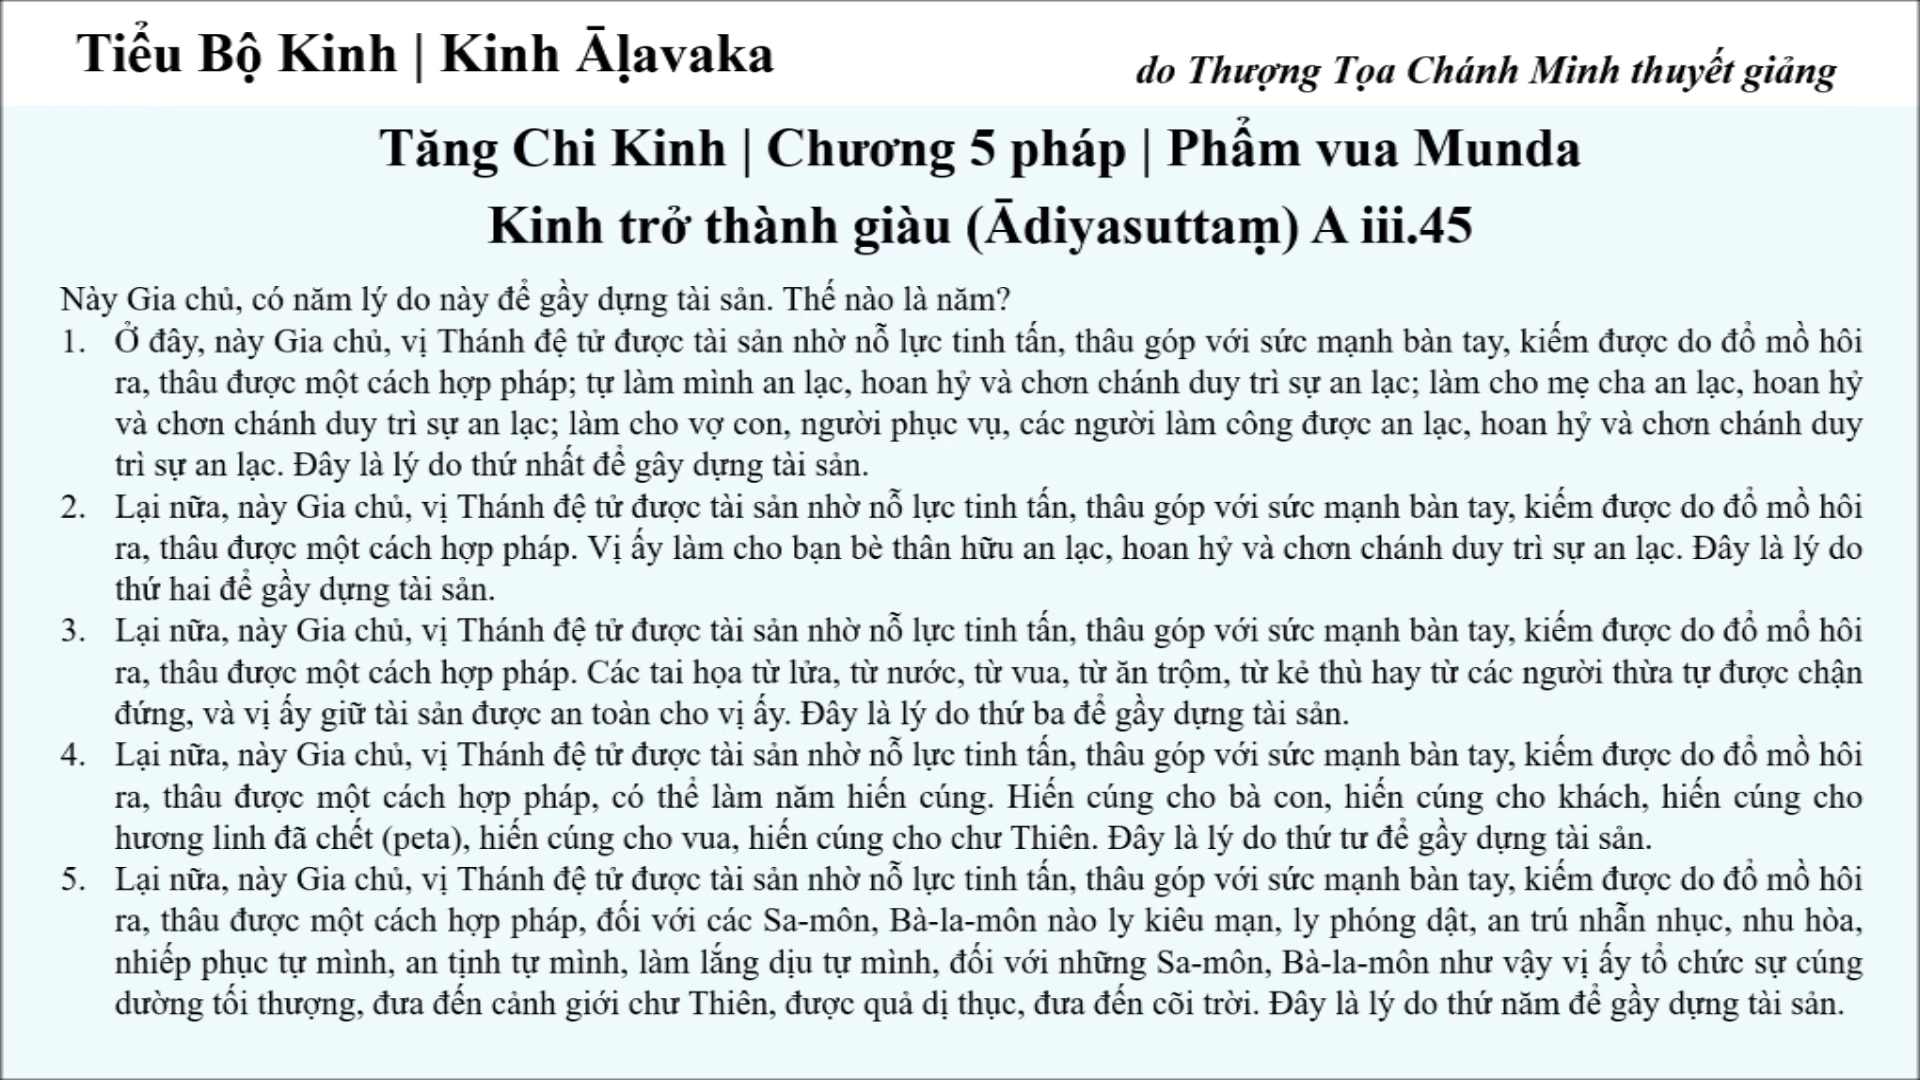 Tiểu Bộ Kinh | Kinh Āḷavaka
do Thượng Tọa Chánh Minh thuyết giảng
Tăng Chi Kinh | Chương 5 pháp | Phẩm vua Munda
Kinh trở thành giàu (Ādiyasuttaṃ) A iii.45
Này Gia chủ, có năm lý do này để gầy dựng tài sản. Thế nào là năm?
1. Ở đây, này Gia chủ, vị Thánh đệ tử được tài sản nhờ nỗ lực tinh tấn, thâu góp với sức mạnh bàn tay, kiếm được do đổ mồ hôi
ra, thâu được một cách hợp pháp; tự làm mình an lạc, hoan hỷ và chơn chánh duy trì sự an lạc; làm cho mẹ cha an lạc, hoan hỷ
và chơn chánh duy trì sự an lạc; làm cho vợ con, người phục vụ, các người làm công được an lạc, hoan hỷ và chơn chánh duy
trì sự an lạc. Đây là lý do thứ nhất để gây dựng tài sản.
2. Lại nữa, này Gia chủ, vị Thánh đệ tử được tài sản nhờ nỗ lực tinh tấn, thâu góp với sức mạnh bàn tay, kiếm được do đổ mồ hôi
ra, thâu được một cách hợp pháp. Vị ấy làm cho bạn bè thân hữu an lạc, hoan hỷ và chơn chánh duy trì sự an lạc. Đây là lý do
thứ hai để gầy dựng tài sản.
3. Lại nữa, này Gia chủ, vị Thánh đệ tử được tài sản nhờ nỗ lực tinh tấn, thâu góp với sức mạnh bàn tay, kiếm được do đổ mổ hôi
ra, thâu được một cách hợp pháp. Các tai họa từ lửa, từ nước, từ vua, từ ăn trộm, từ kẻ thù hay từ các người thừa tự được chận
đứng, và vị ấy giữ tài sản được an toàn cho vị ấy. Đây là lý do thứ ba để gầy dựng tài sản.
4. Lại nữa, này Gia chủ, vị Thánh đệ tử được tài sản nhờ nỗ lực tinh tấn, thâu góp với sức mạnh bàn tay, kiếm được do đổ mồ hôi
ra, thâu được một cách hợp pháp, có thể làm năm hiến cúng. Hiến cúng cho bà con, hiến cúng cho khách, hiến cúng cho
hương linh đã chết (peta), hiến cúng cho vua, hiến cúng cho chư Thiên. Đây là lý do thứ tư để gầy dựng tài sản.
5. Lại nữa, này Gia chủ, vị Thánh đệ tử được tài sản nhờ nỗ lực tinh tấn, thâu góp với sức mạnh bàn tay, kiếm được do đổ mồ hôi
ra, thâu được một cách hợp pháp, đối với các Sa-môn, Bà-la-môn nào ly kiêu mạn, ly phóng dật, an trú nhẫn nhục, nhu hòa,
nhiếp phục tự mình, an tịnh tự mình, làm lắng dịu tự mình, đối với những Sa-môn, Bà-la-môn như vậy vị ấy tổ chức sự cúng
dường tối thượng, đưa đến cảnh giới chư Thiên, được quả dị thục, đưa đến cõi trời. Đây là lý do thứ năm để gầy dựng tài sản.